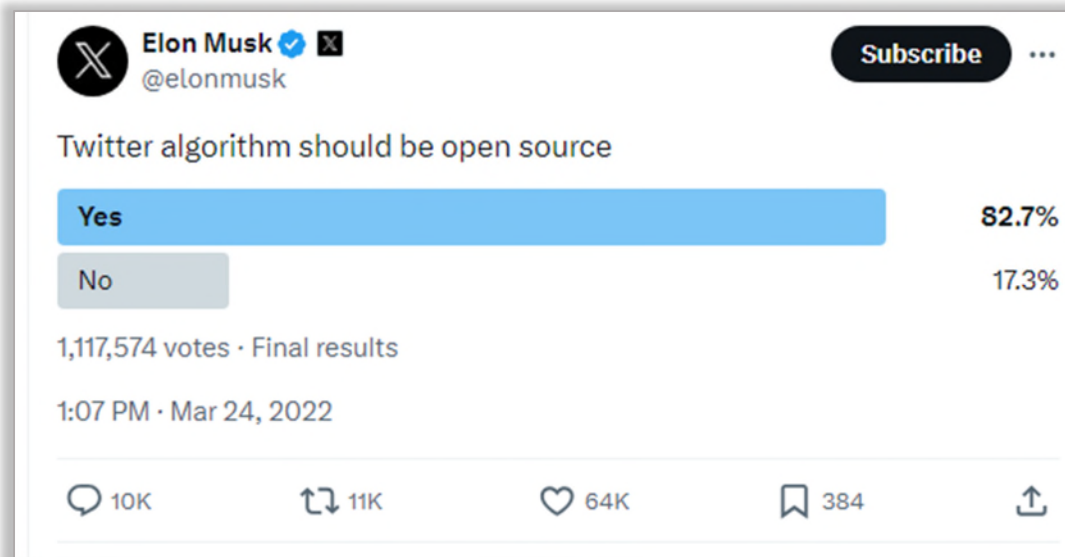 Elon Musk
@elonmusk
Subscribe
Twitter algorithm should be open source
Yes 82.7%
No 17.3%
1,117,574 votes · Final results
1:07 PM · Mar 24, 2022
10K 11K 64K 384